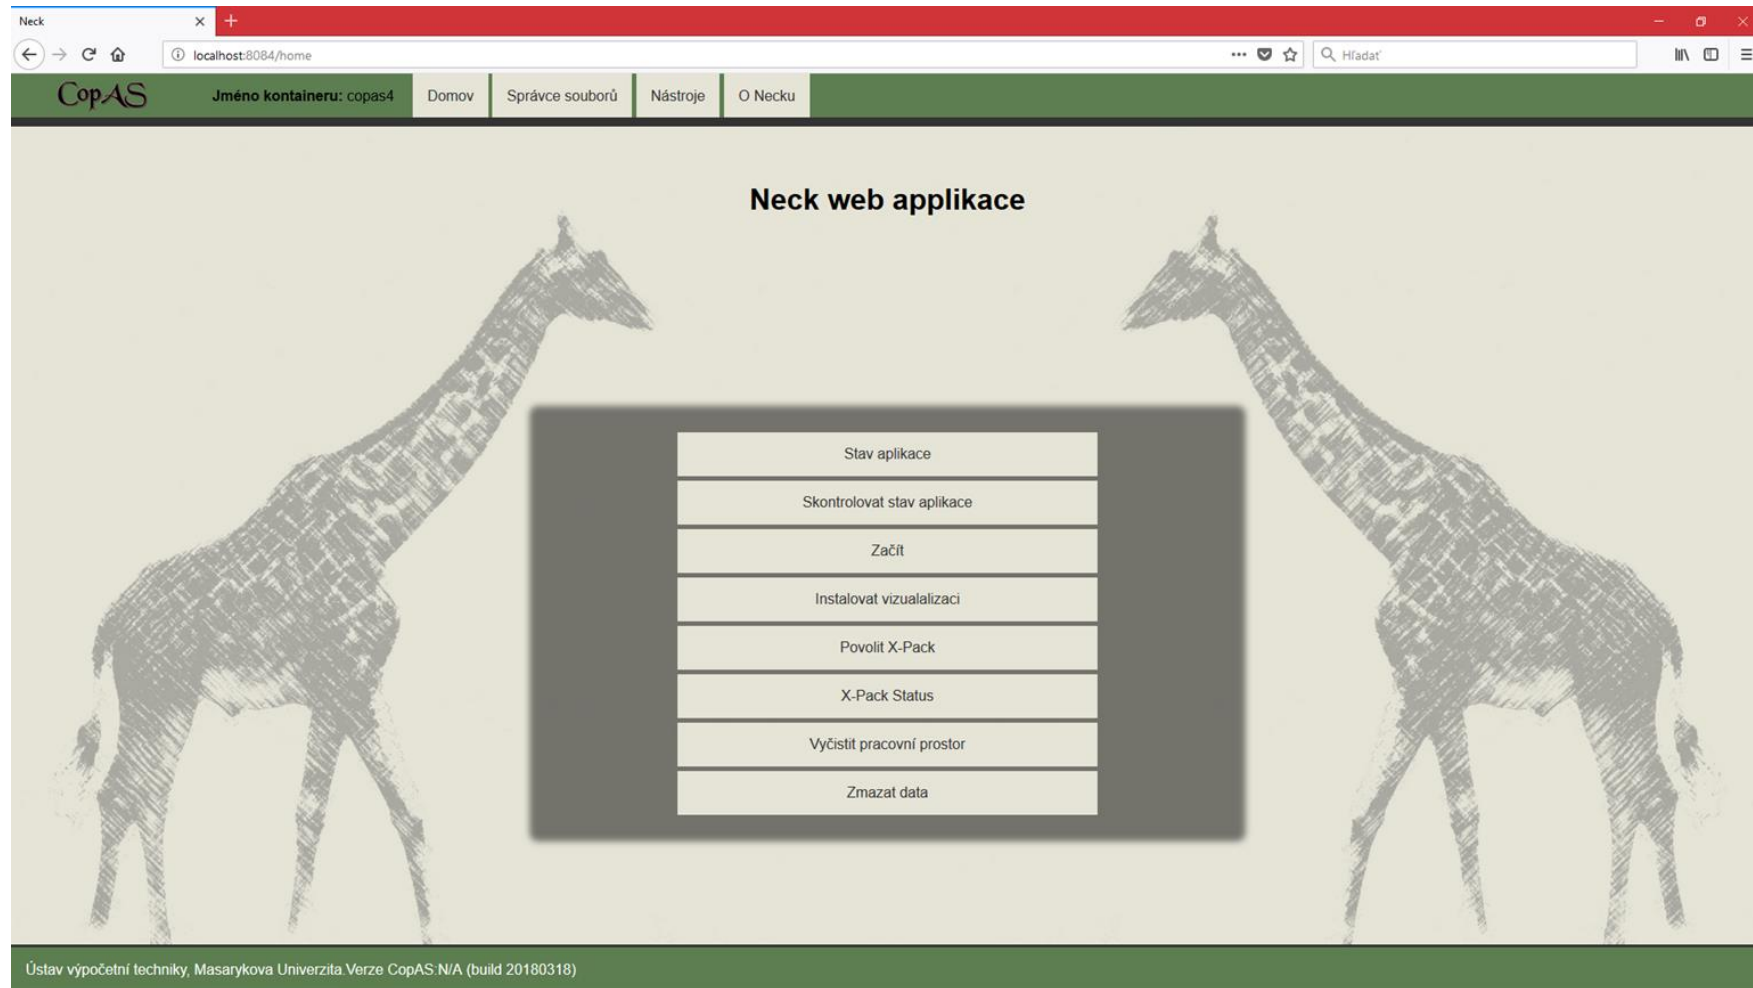 Neck
localhost:8084/home
Hľadať
CopAS
Jméno kontaineru: copas4
Domov
Správce souborů
Nástroje
O Necku
Neck web applikace
Stav aplikace
Skontrolovat stav aplikace
Začít
Instalovat vizualalizaci
Povolit X-Pack
X-Pack Status
Vyčistit pracovní prostor
Zmazat data
Ústav výpočetní techniky, Masarykova Univerzita.Verze CopAS:N/A (build 20180318)